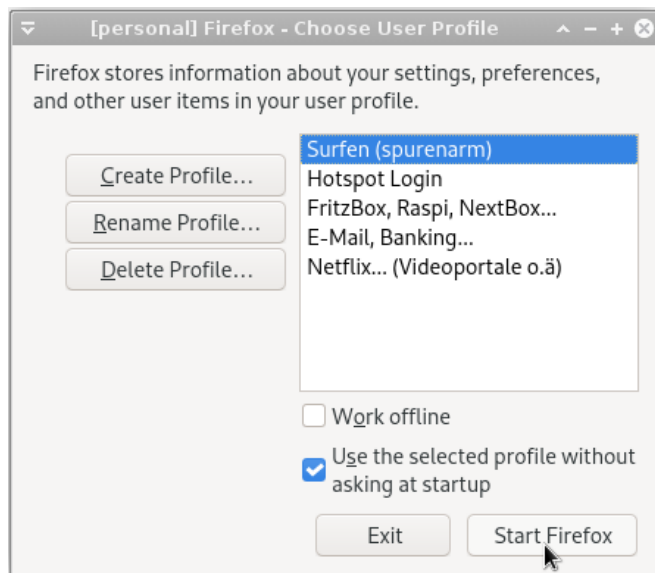 [personal] Firefox - Choose User Profile
Firefox stores information about your settings, preferences,
and other user items in your user profile.
Create Profile...
Rename Profile...
Delete Profile...
Surfen (spurenarm)
Hotspot Login
FritzBox, Raspi, NextBox...
E-Mail, Banking...
Netflix... (Videoportale o.ä)
Work offline
Use the selected profile without
asking at startup
Exit
Start Firefox